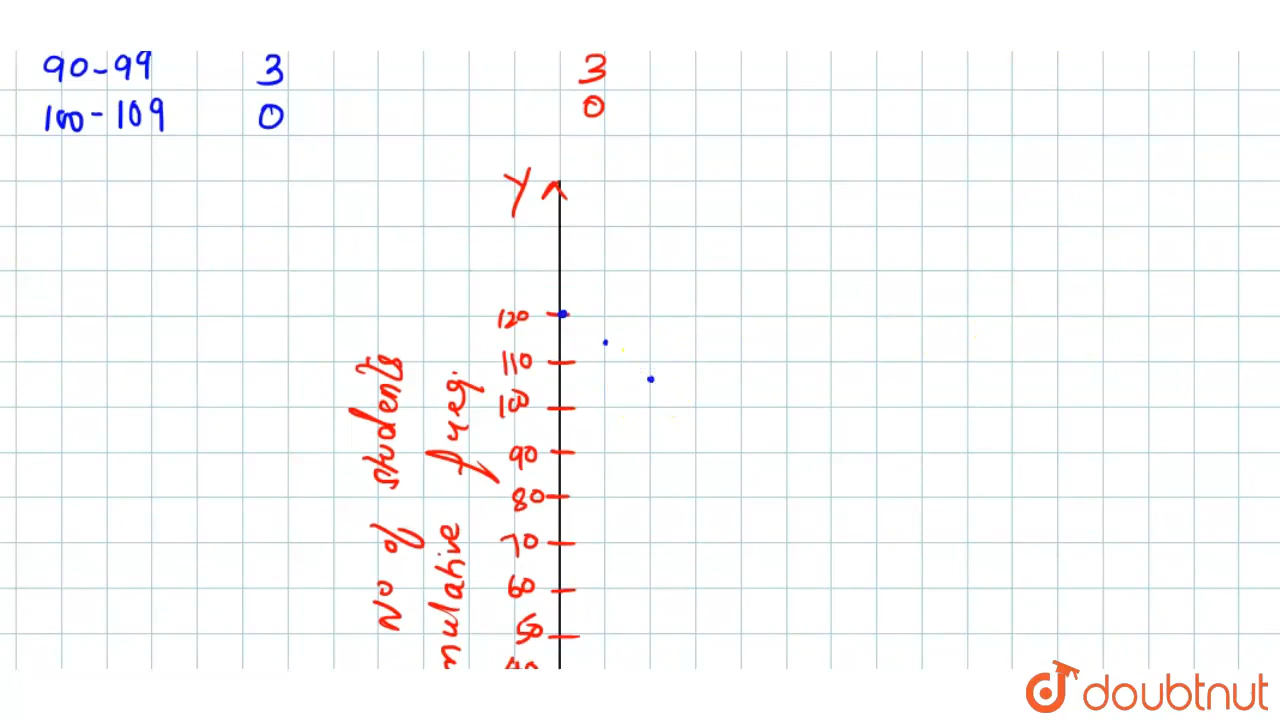 90-99 3 3
100-109 0 0
Y
120
110
100
90
80
70
60
50
No of students
mulative freq.
doubtnut